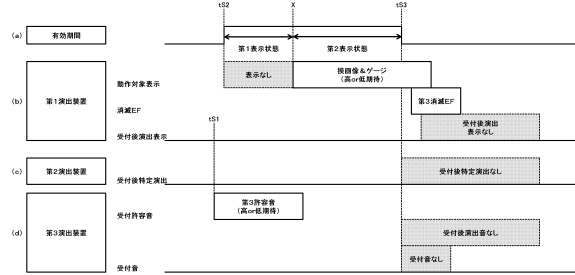 tS2 X tS3
(a) 有効期間
第1表示状態 第2表示状態
(b) 第1演出装置
動作対象表示 表示なし 操画像&ゲージ
(高or低期待)
消滅EF 第3消滅EF
受付後演出表示 受付後演出
表示なし
tS1
(c) 第2演出装置
受付後特定演出 受付後特定演出なし
(d) 第3演出装置
受付許容音 第3許容音
(高or低期待)
受付後演出音なし
受付音 受付音なし